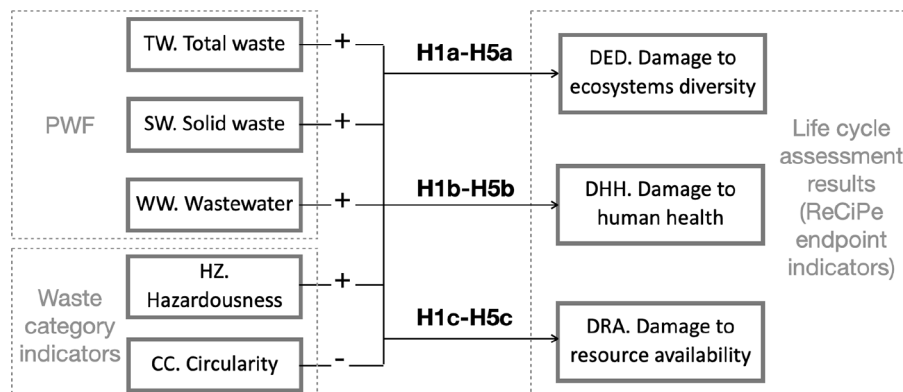 PWF
TW. Total waste
+
SW. Solid waste
+
WW. Wastewater
+
Waste
category
indicators
HZ.
Hazardousness
+
CC. Circularity
-
H1a-H5a
H1b-H5b
H1c-H5c
DED. Damage to
ecosystems diversity
DHH. Damage to
human health
DRA. Damage to
resource availability
Life cycle
assessment
results
(ReCiPe
endpoint
indicators)